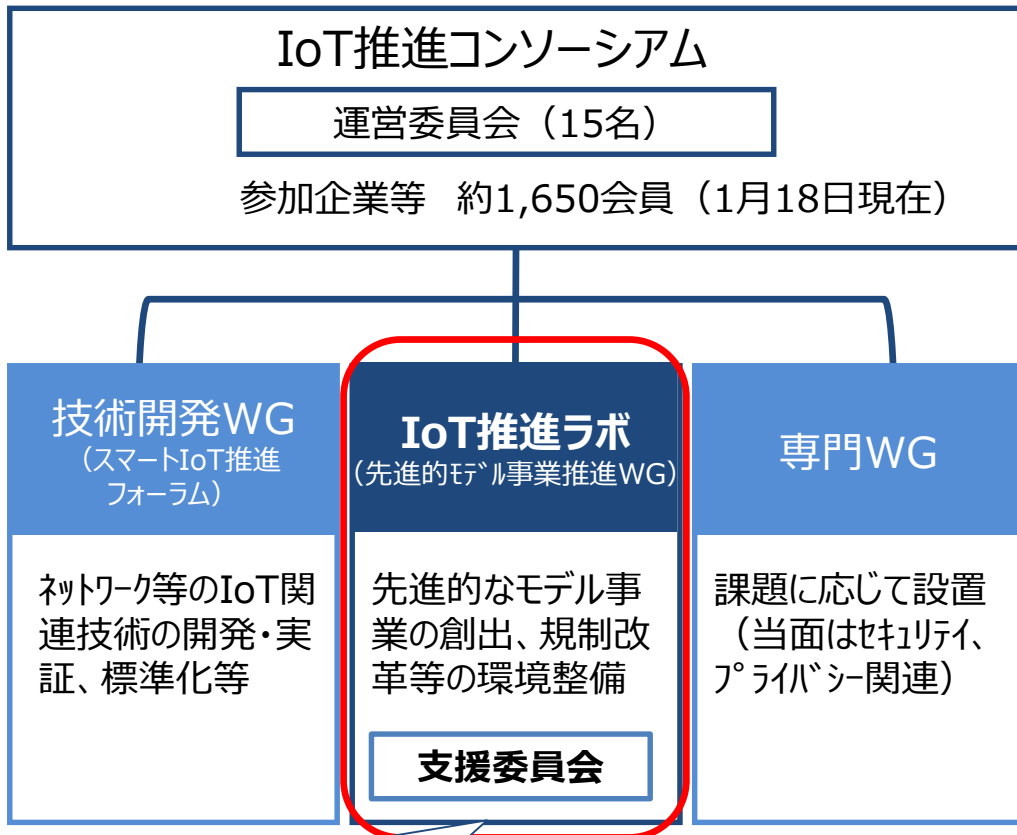 IoT推進コンソーシアム
運営委員会（15名）
参加企業等　約1,650会員（1月18日現在）
技術開発WG
（スマートIoT推進
フォーラム）
ﾈｯﾄﾜｰｸ等のIoT関
連技術の開発・実
証、標準化等
IoT推進ラボ
（先進的ﾓﾃﾞﾙ事業推進WG）
先進的なモデル事
業の創出、規制改
革等の環境整備
支援委員会
専門WG
課題に応じて設置
（当面はｾｷｭﾘﾃｲ、
ﾌﾟﾗｲﾊﾞｼｰ関連）